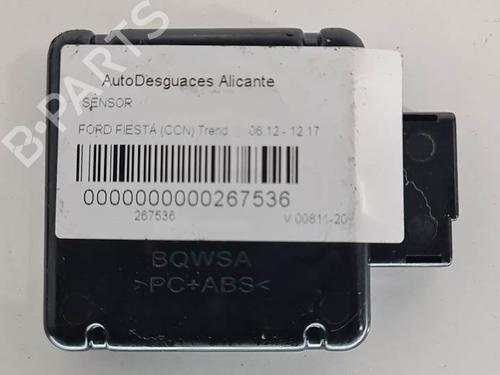 AutoDesguaces Alicante
SENSOR
FORD FIESTA (CCN) Trend 06.12 - 12.17
0000000000267536
267536 V.00811-20
BQWSA
>PC+ABS<
B-PARTS